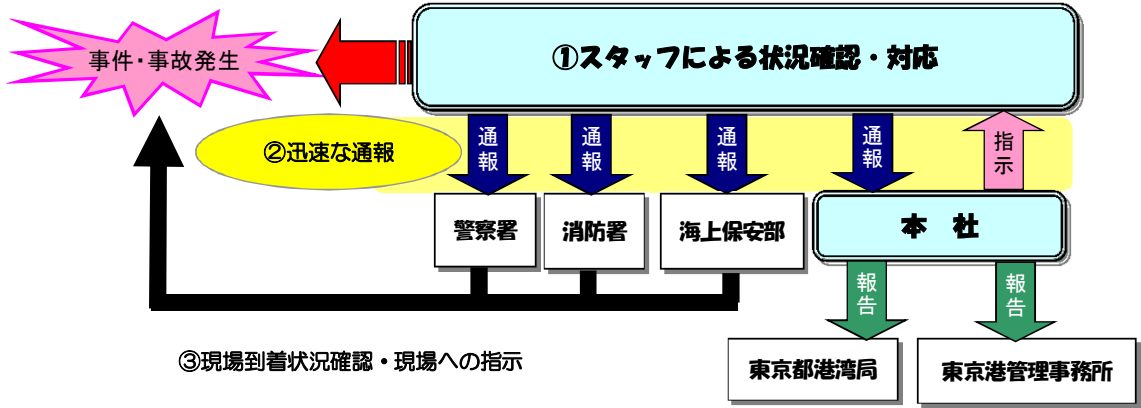 事件・事故発生
①スタッフによる状況確認・対応
②迅速な通報
通報
通報
通報
通報
指示
警察署
消防署
海上保安部
本 社
報告
報告
③現場到着状況確認・現場への指示
東京都港湾局
東京港管理事務所